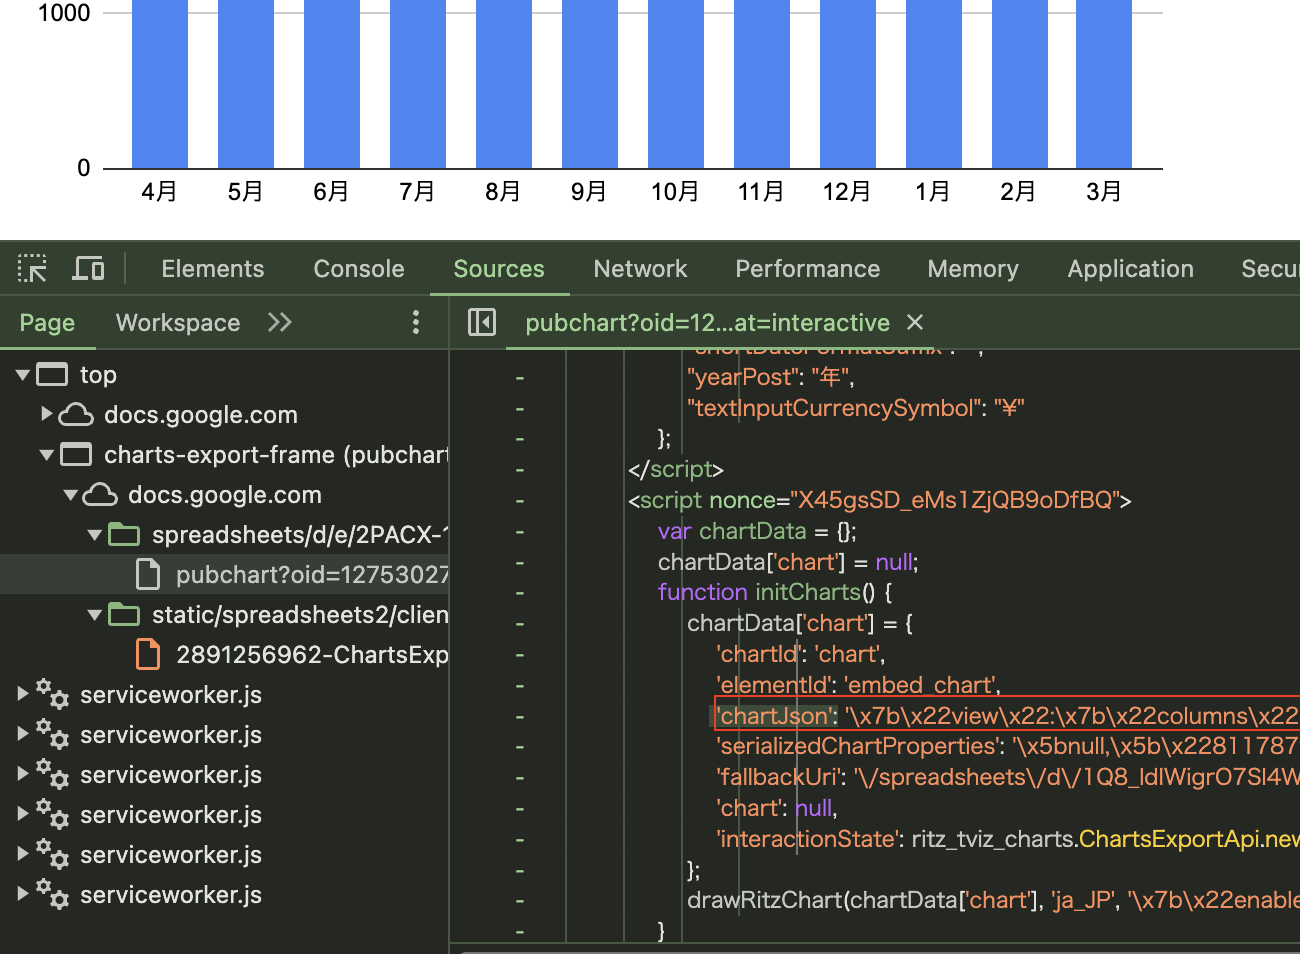 1000
0
4月 5月 6月 7月 8月 9月 10月 11月 12月 1月 2月 3月
Elements Console Sources Network Performance Memory Application Secu
Page Workspace
pubchart?oid=12...at=interactive
top
docs.google.com
charts-export-frame (pubchart
docs.google.com
spreadsheets/d/e/2PACX-1
pubchart?oid=12753027
static/spreadsheets2/clien
2891256962-ChartsExp
serviceworker.js
serviceworker.js
serviceworker.js
serviceworker.js
serviceworker.js
serviceworker.js
"shortDateFormatSuffix": "",
- "yearPost": "年",
- "textInputCurrencySymbol": "¥"
- };
- </script>
- <script nonce="X45gsSD_eMs1ZjQB9oDfBQ">
- var chartData = {};
- chartData['chart'] = null;
- function initCharts() {
- chartData['chart'] = {
- 'chartId': 'chart',
- 'elementId': 'embed_chart',
- 'chartJson': '\x7b\x22view\x22:\x7b\x22columns\x22
- 'serializedChartProperties': '\x5bnull,\x5b\x22811787
- 'fallbackUri': '\/spreadsheets\/d\/1Q8_ldlWigrO7Sl4W
- 'chart': null,
- 'interactionState': ritz_tviz_charts.ChartsExportApi.new
- };
- drawRitzChart(chartData['chart'], 'ja_JP', '\x7b\x22enable
- }